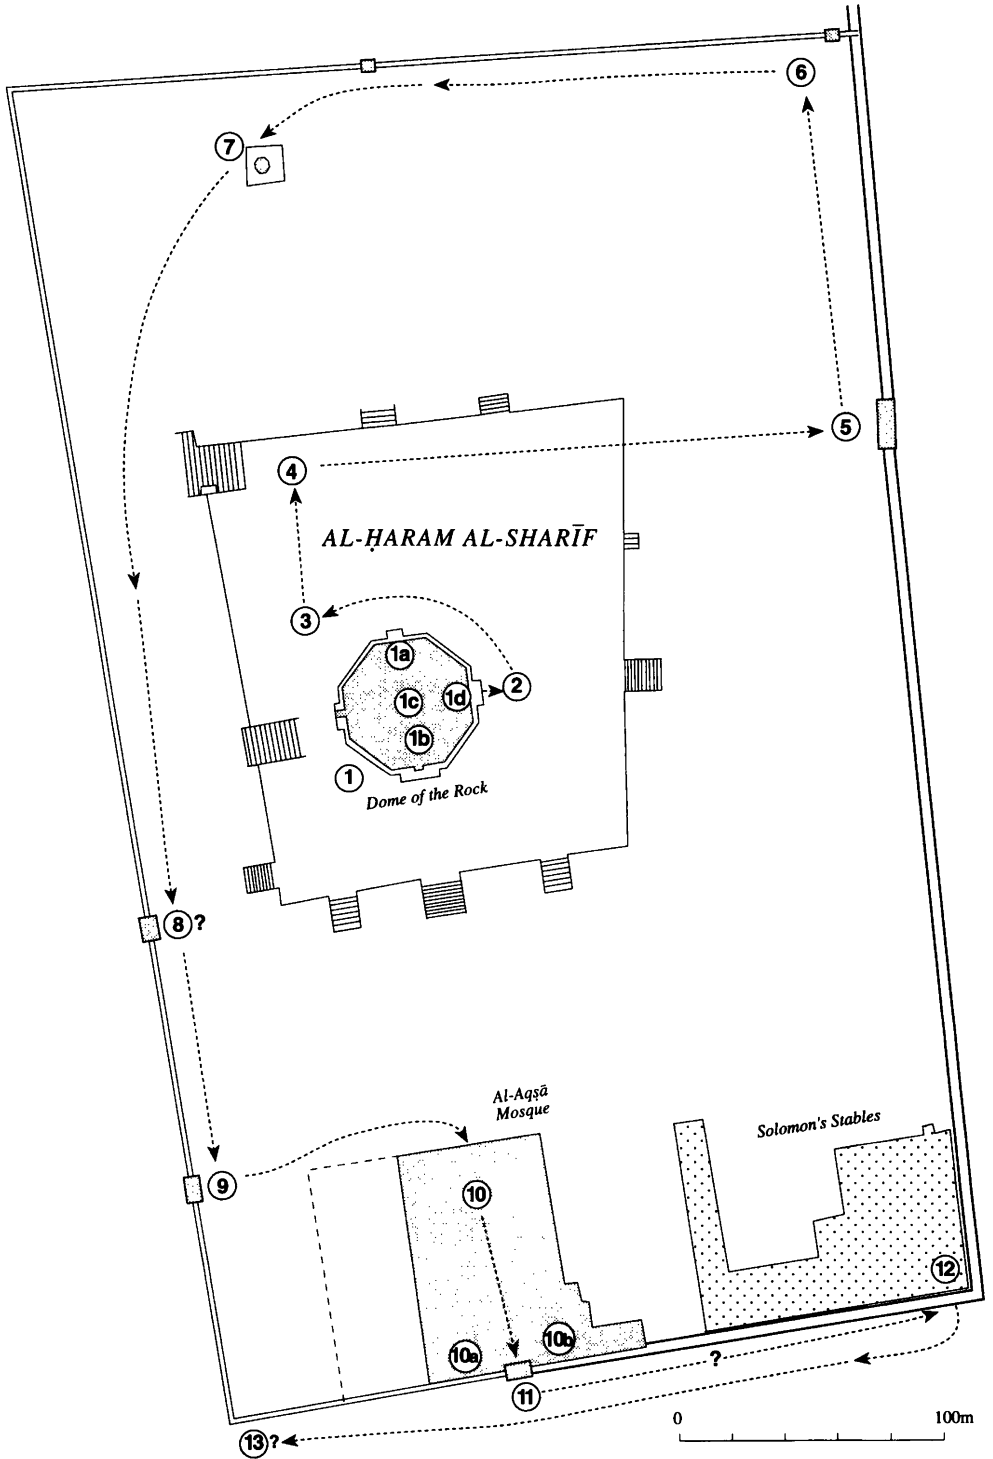 6
7
5
4
AL-ḤARAM AL-SHARĪF
3
1a
2
1d
1c
1b
1
Dome of the Rock
8?
Al-Aqṣā
Mosque
Solomon's Stables
9
10
12
10b
10a
?
11
0 100m
13?